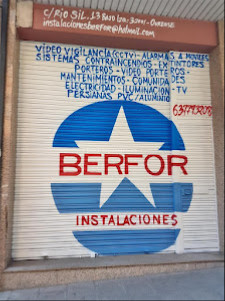 C/Rio Sil. 13 Bajo
instalacionesberfor@hotmail.com
VIDEO VIGILANCIA (CCTV) - ALARMAS A MOVILES
SISTEMAS CONTRAINCENDIOS - EXTINTORES
PORTEROS - VIDEO PORTEROS -
MANTENIMIENTOS - COMUNIDADES
ELECTRICIDAD - ILUMINACION - TV
PERSIANAS PVC/ALUMINIO
BERFOR
INSTALACIONES